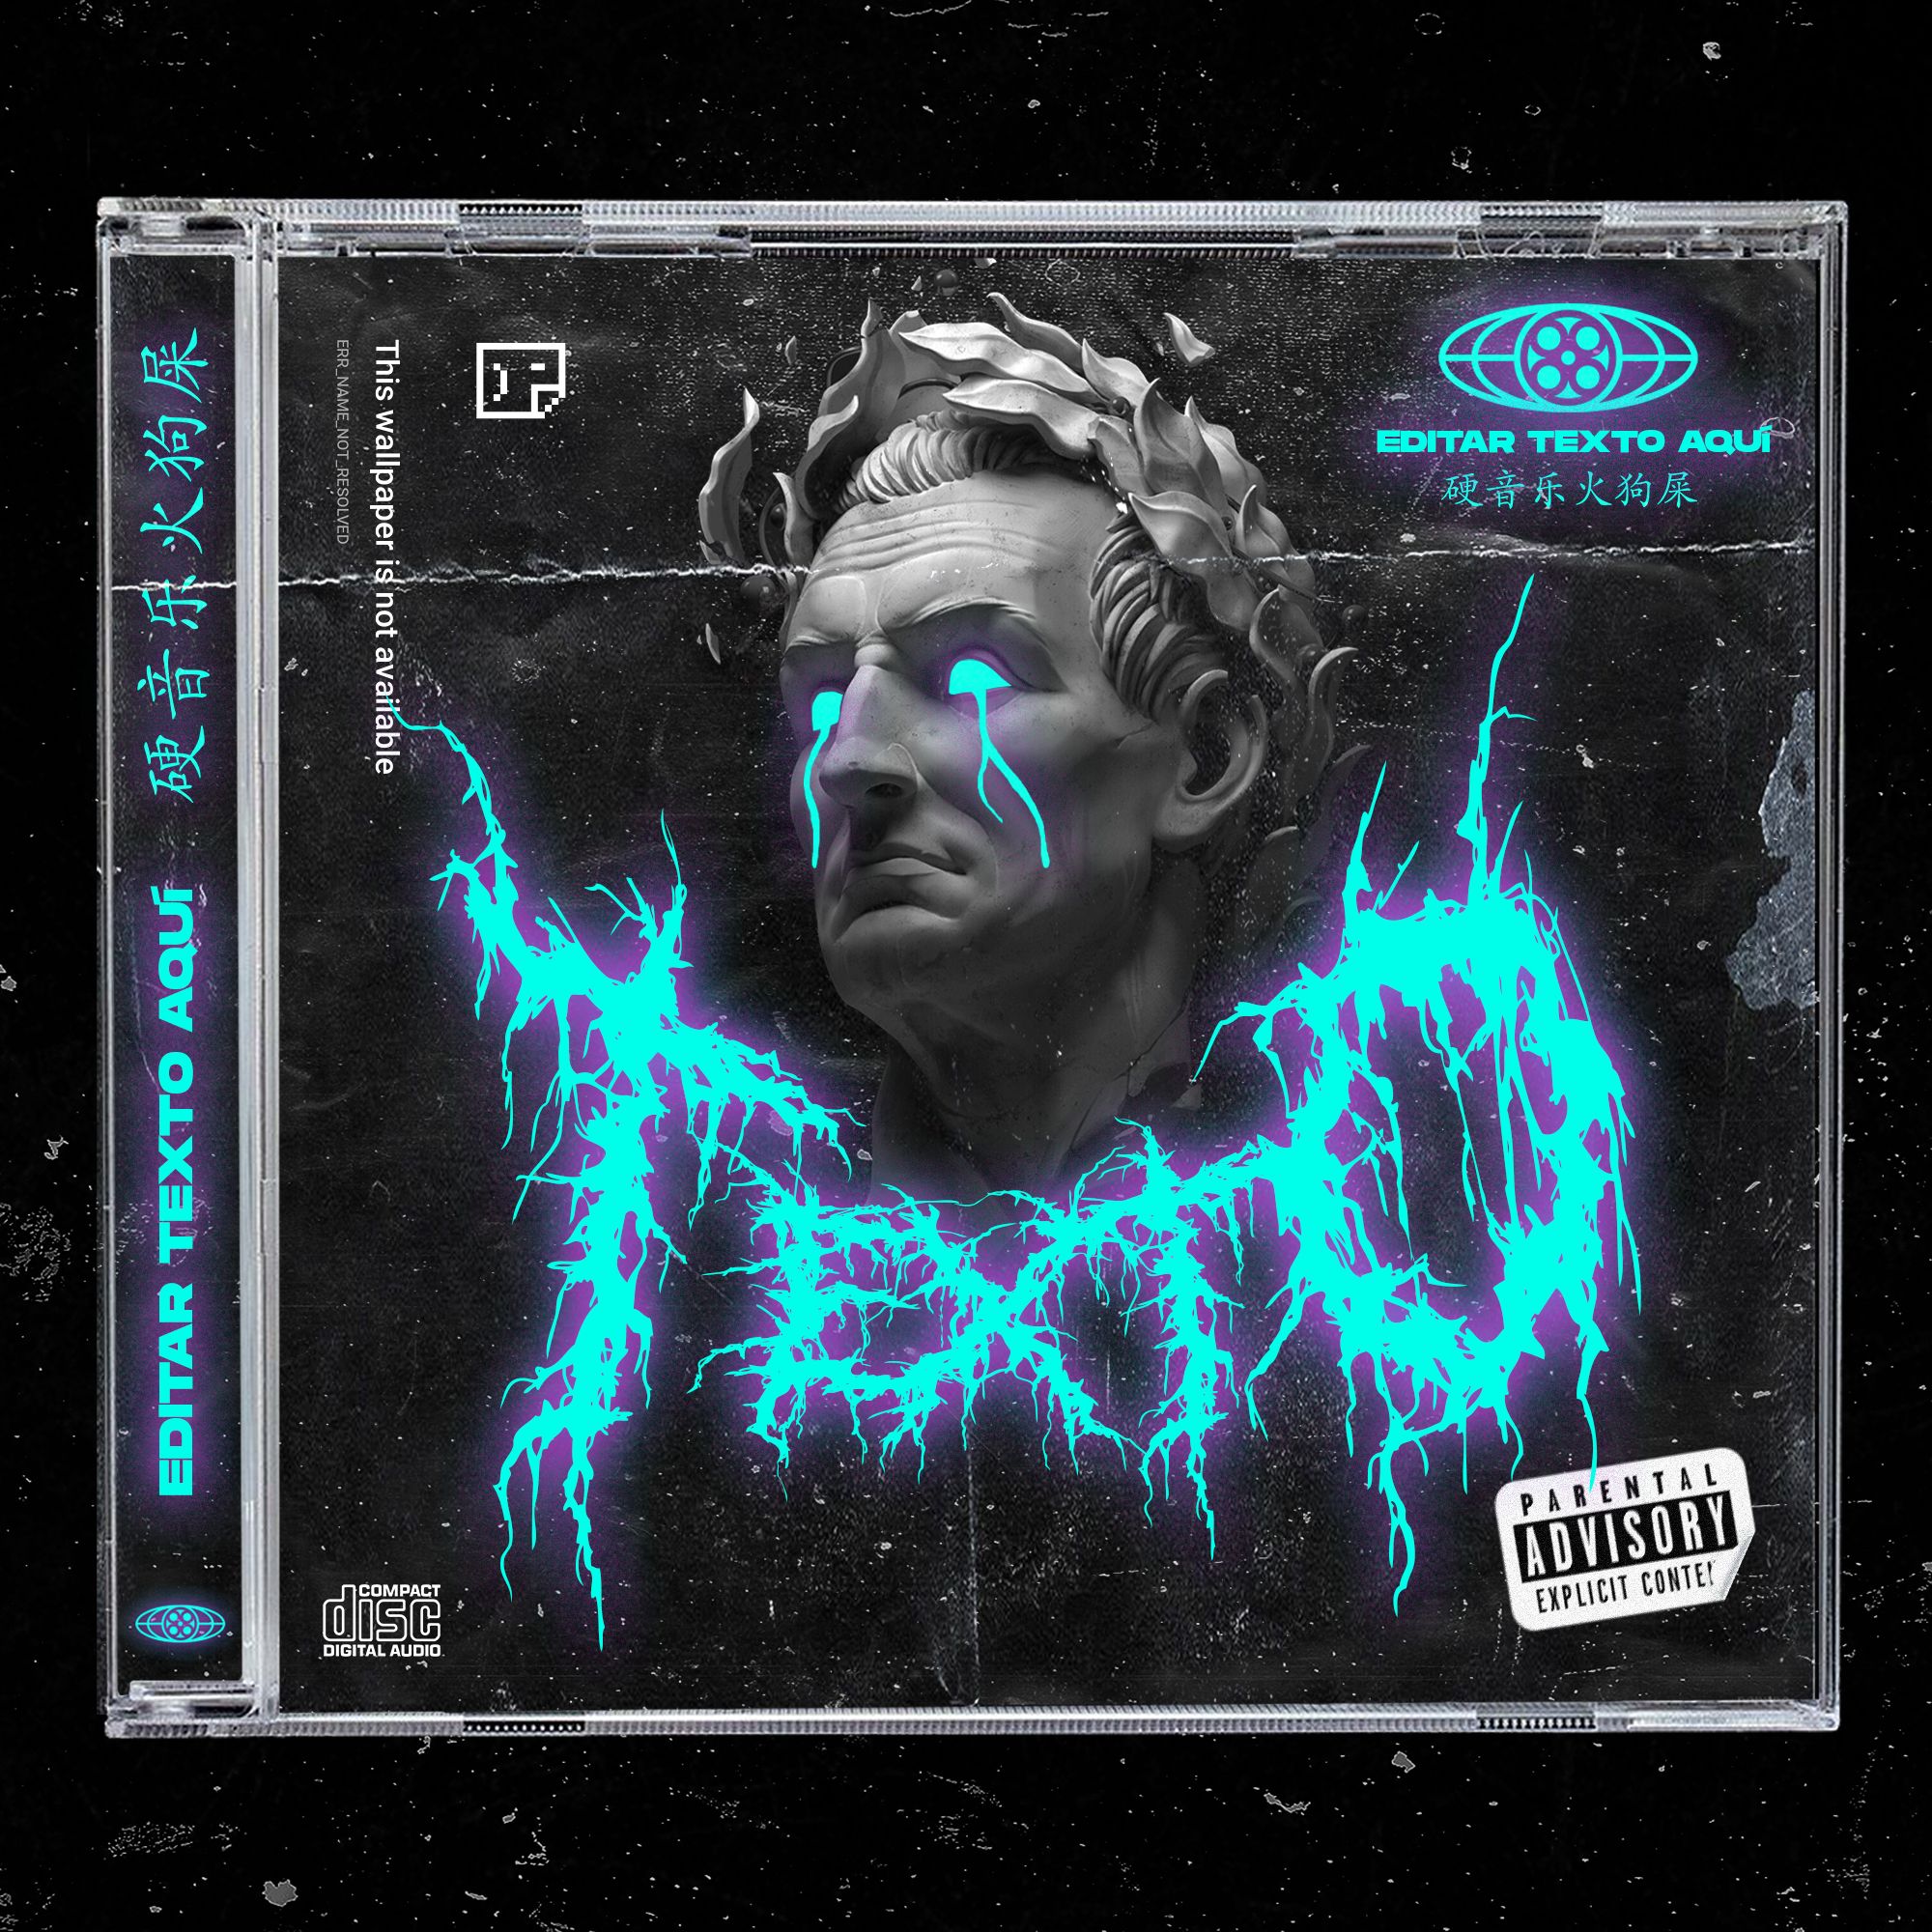 硬音乐火狗屎
EDITAR TEXTO AQUÍ
This wallpaper is not available
ERR_NAME_NOT_RESOLVED
EDITAR TEXTO AQUÍ
硬音乐火狗屎
TEXTO
COMPACT
disc
DIGITAL AUDIO
PARENTAL
ADVISORY
EXPLICIT CONTE